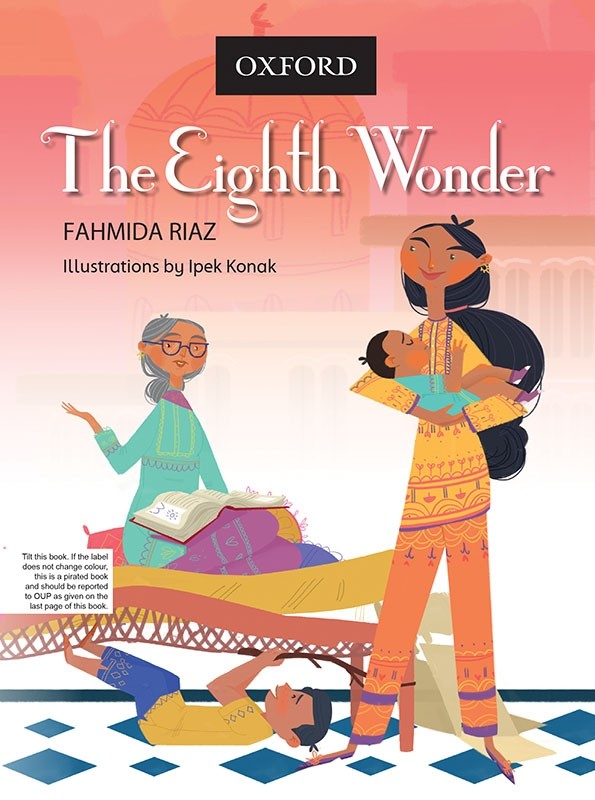 OXFORD
The Eighth Wonder
FAHMIDA RIAZ
Illustrations by Ipek Konak
Tilt this book. If the label
does not change colour,
this is a pirated book
and should be reported
to OUP as given on the
last page of this book.